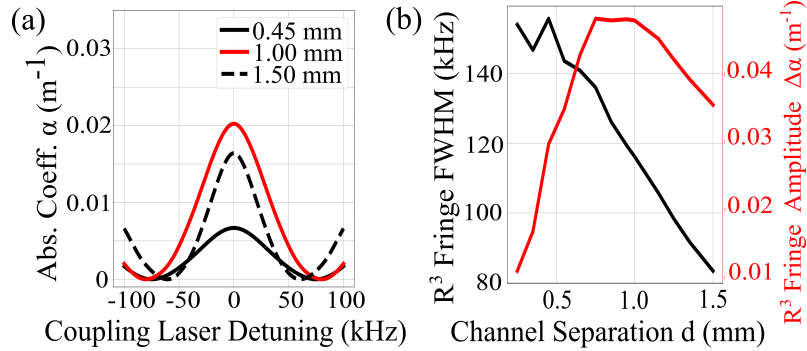 (a)
Abs. Coeff. α (m⁻¹)
0.03
0.02
0.01
0
0.45 mm
1.00 mm
1.50 mm
-100 -50 0 50 100
Coupling Laser Detuning (kHz)
(b)
R³ Fringe FWHM (kHz)
140
120
100
80
0.5 1.0 1.5
Channel Separation d (mm)
0.04
0.03
0.02
0.01
R³ Fringe Amplitude Δα (m⁻¹)